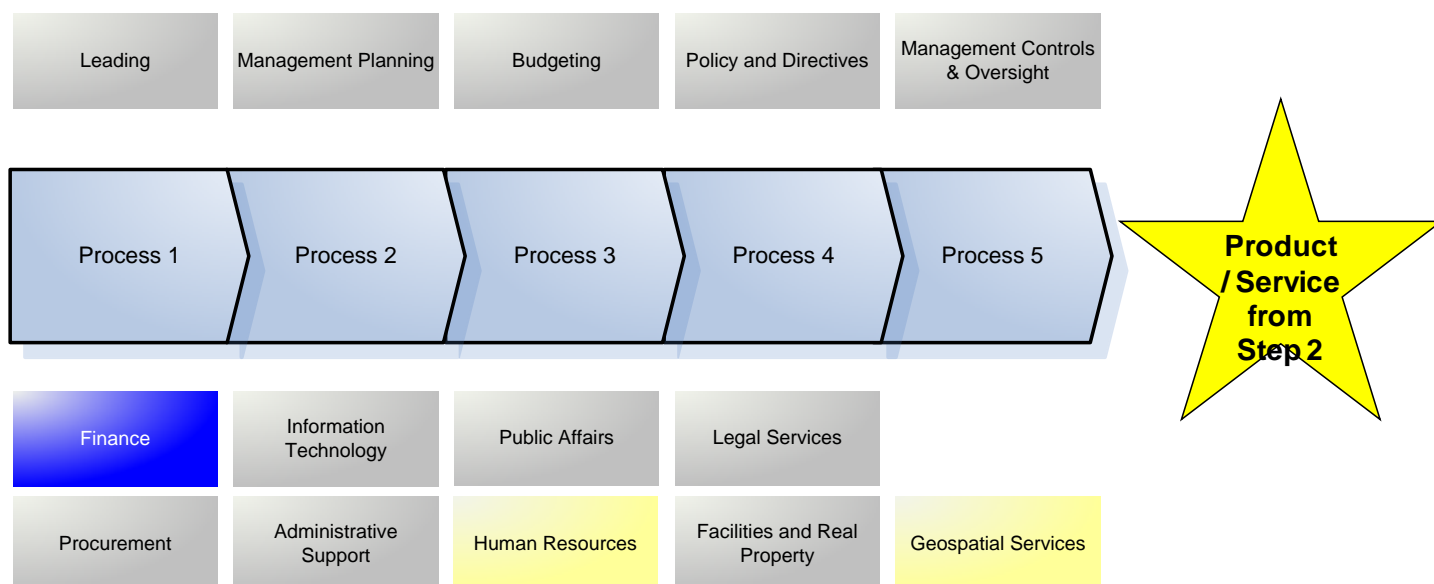 Leading
Management Planning
Budgeting
Policy and Directives
Management Controls
& Oversight
Process 1
Process 2
Process 3
Process 4
Process 5
Product
/ Service
from
Step 2
Finance
Information
Technology
Public Affairs
Legal Services
Procurement
Administrative
Support
Human Resources
Facilities and Real
Property
Geospatial Services